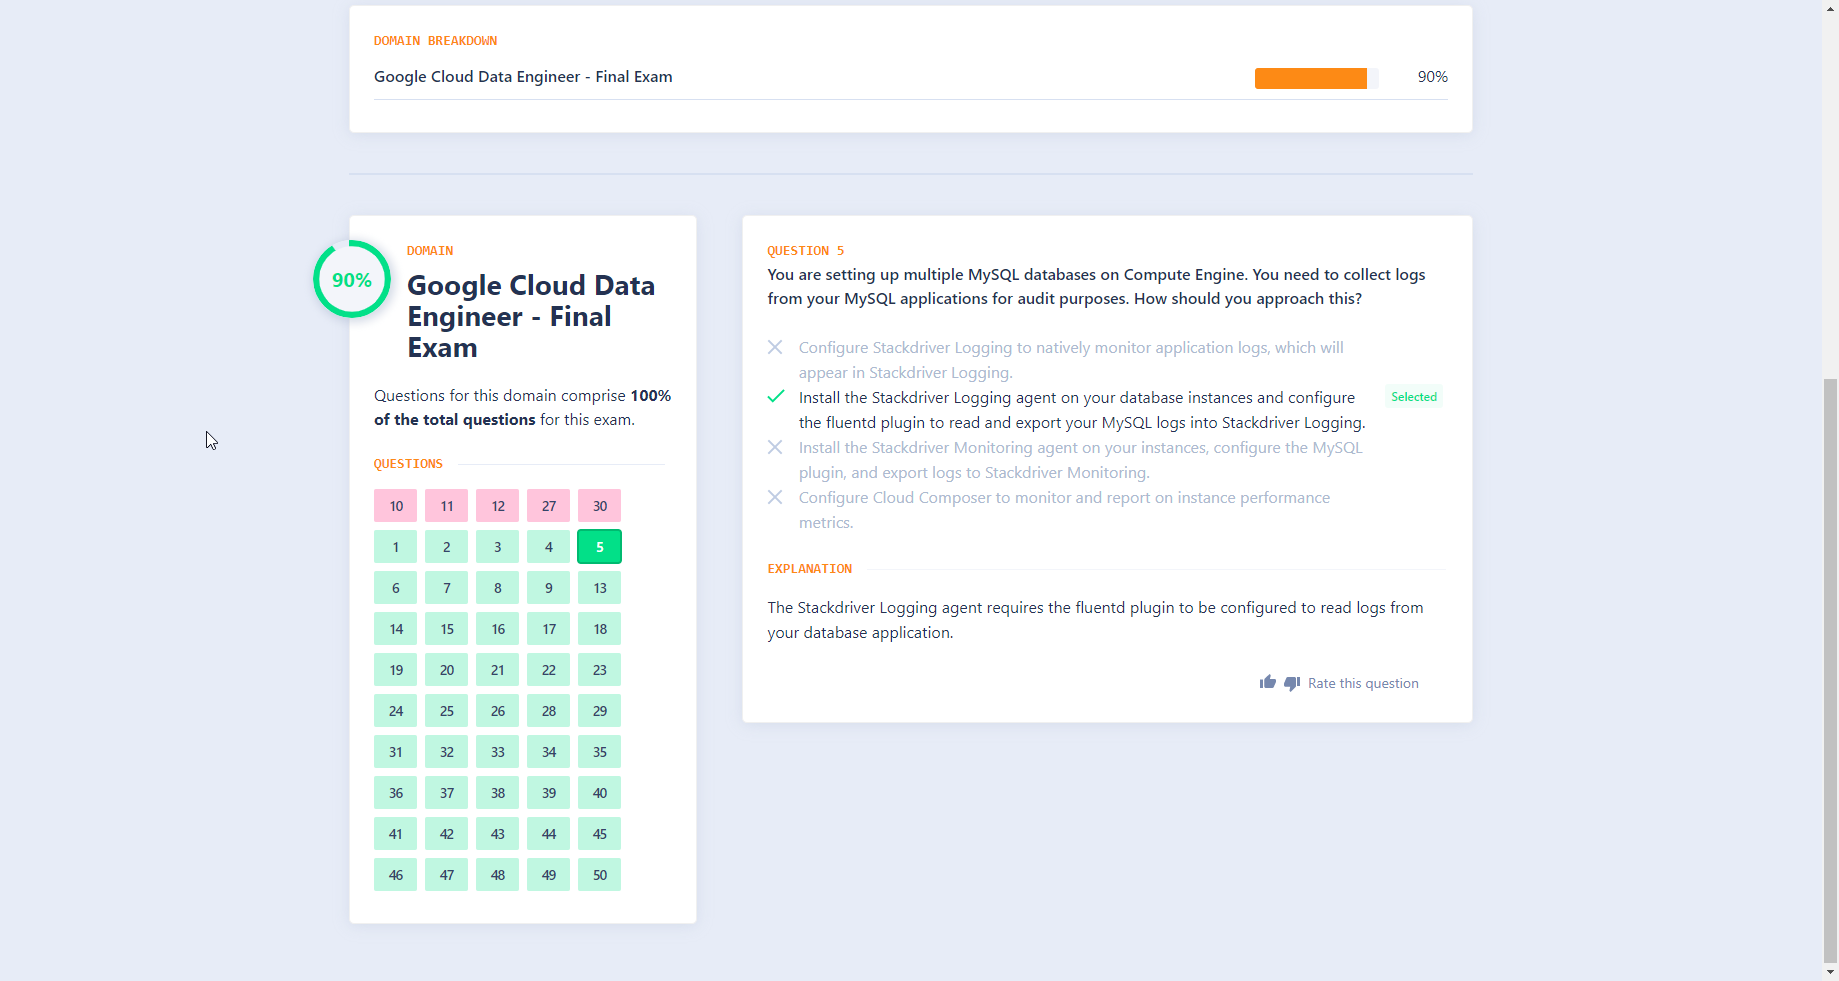 DOMAIN BREAKDOWN
Google Cloud Data Engineer - Final Exam
90%
90%
DOMAIN
Google Cloud Data
Engineer - Final
Exam
Questions for this domain comprise 100%
of the total questions for this exam.
QUESTIONS
10 11 12 27 30
1 2 3 4 5
6 7 8 9 13
14 15 16 17 18
19 20 21 22 23
24 25 26 28 29
31 32 33 34 35
36 37 38 39 40
41 42 43 44 45
46 47 48 49 50
QUESTION 5
You are setting up multiple MySQL databases on Compute Engine. You need to collect logs
from your MySQL applications for audit purposes. How should you approach this?
Configure Stackdriver Logging to natively monitor application logs, which will
appear in Stackdriver Logging.
Install the Stackdriver Logging agent on your database instances and configure
the fluentd plugin to read and export your MySQL logs into Stackdriver Logging.
Selected
Install the Stackdriver Monitoring agent on your instances, configure the MySQL
plugin, and export logs to Stackdriver Monitoring.
Configure Cloud Composer to monitor and report on instance performance
metrics.
EXPLANATION
The Stackdriver Logging agent requires the fluentd plugin to be configured to read logs from
your database application.
Rate this question